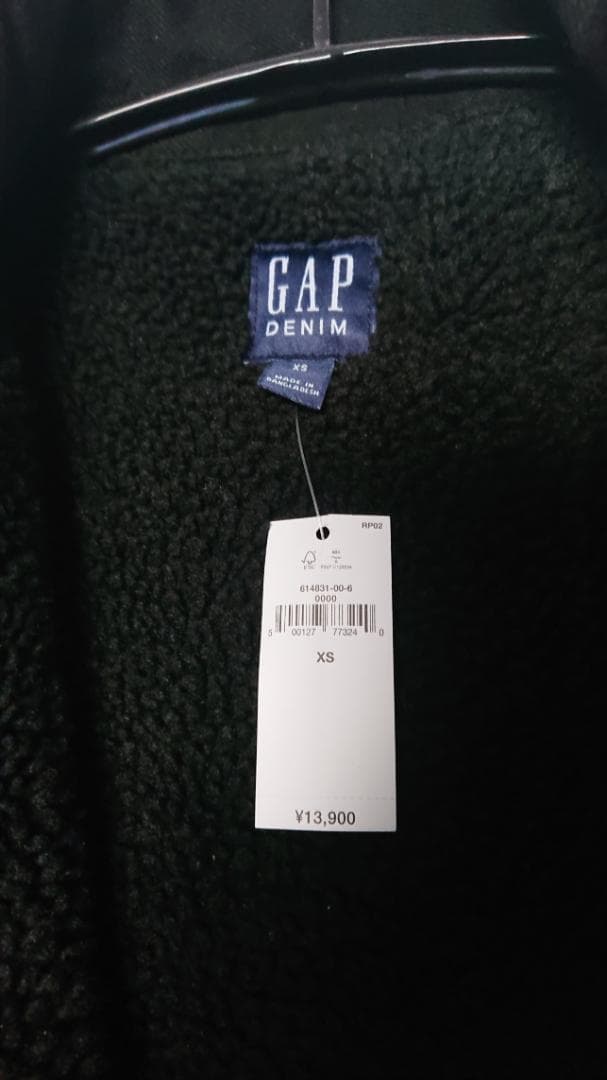 GAP
DENIM
XS
MADE IN
BANGLADESH
RP02
614831-00-6
0000
5 00127 77324 0
XS
¥13,900